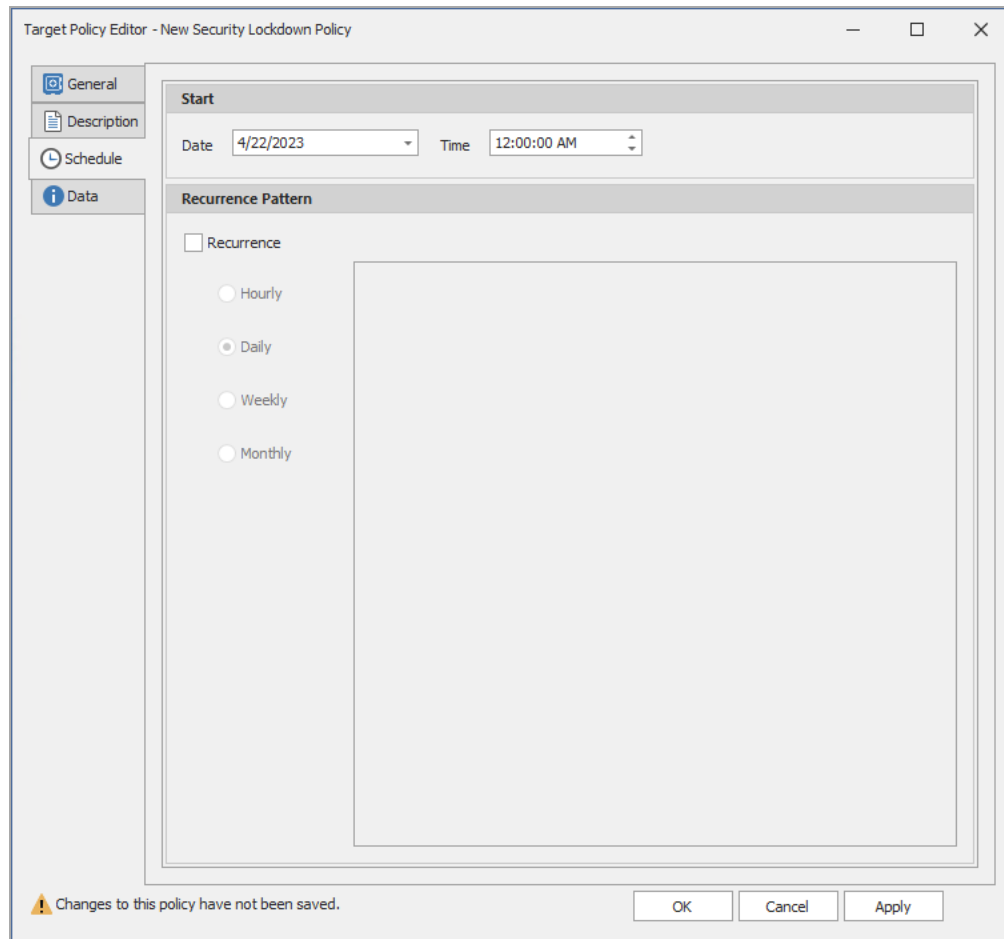 Target Policy Editor - New Security Lockdown Policy
General
Description
Schedule
Data
Start
Date 4/22/2023 Time 12:00:00 AM
Recurrence Pattern
Recurrence
Hourly
Daily
Weekly
Monthly
Changes to this policy have not been saved.
OK Cancel Apply